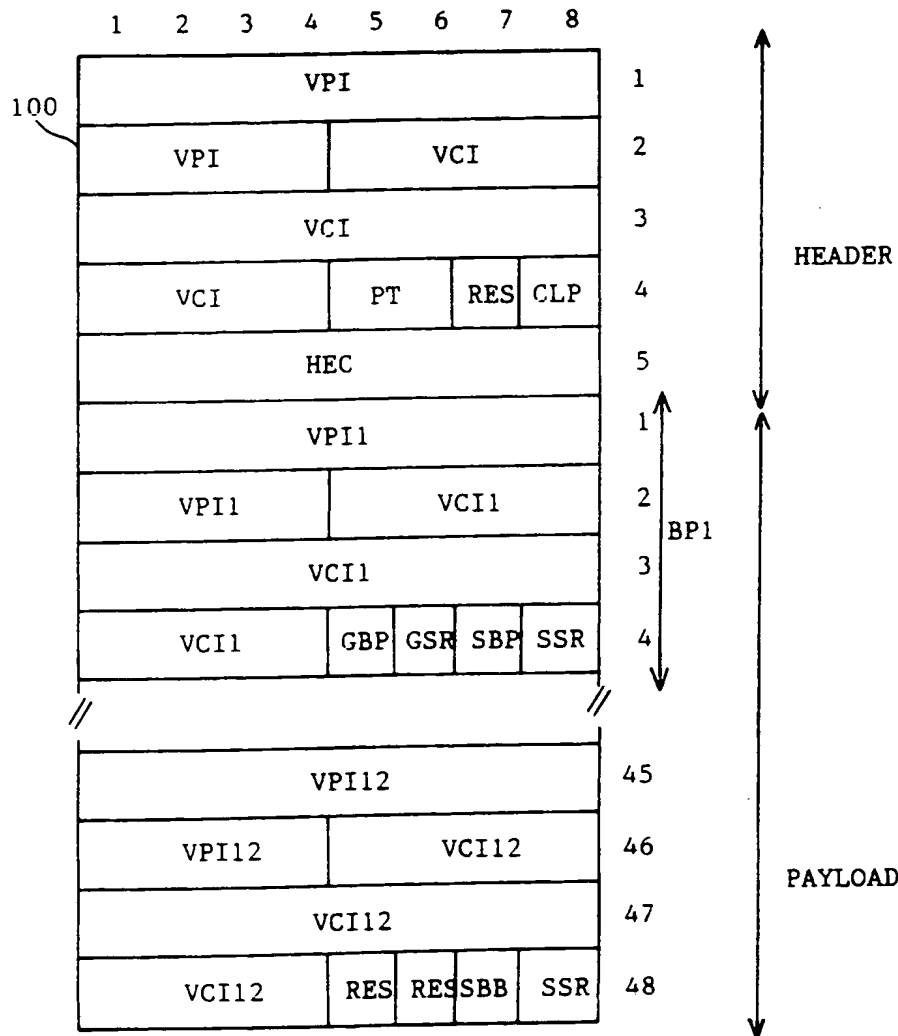 1 2 3 4 5 6 7 8
VPI 1
100
VPI VCI 2
VCI 3
HEADER
VCI PT RES CLP 4
HEC 5
VPI1 1
VPI1 VCI1 2
BP1
VCI1 3
VCI1 GBP GSR SBP SSR 4
VPI12 45
VPI12 VCI12 46
PAYLOAD
VCI12 47
VCI12 RES RES SBB SSR 48